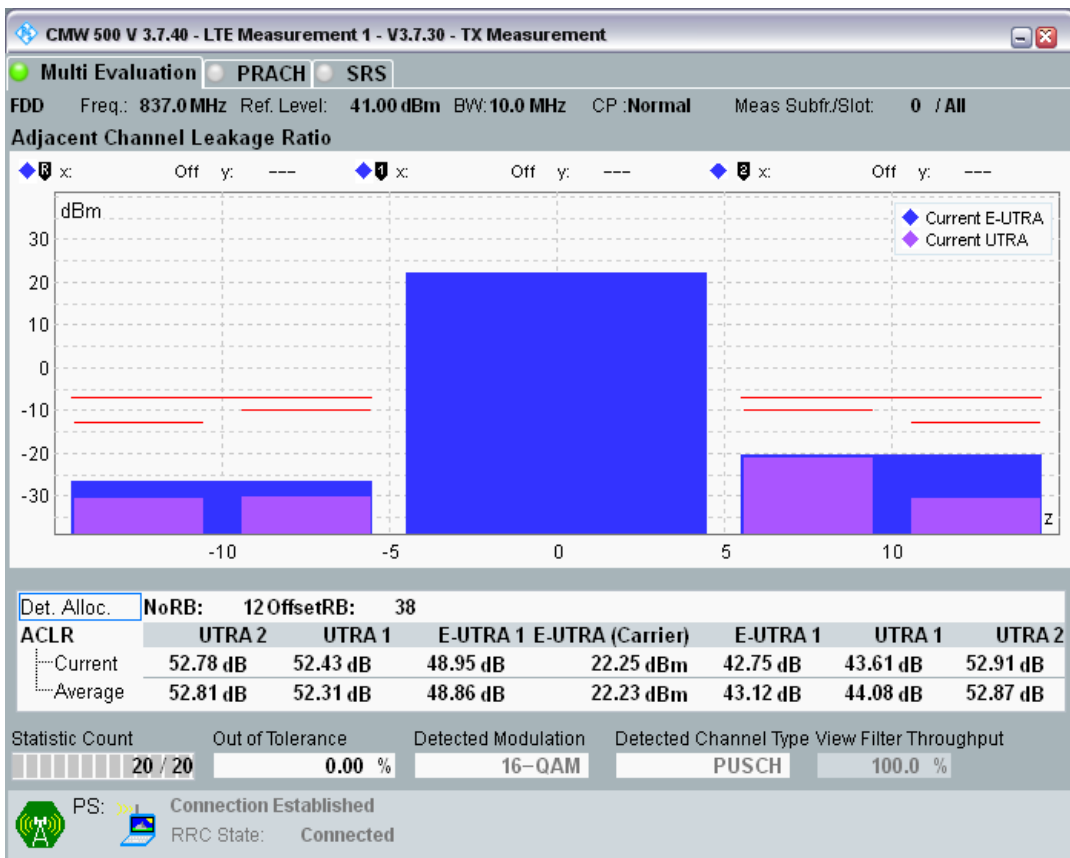 CMW 500 V 3.7.40 - LTE Measurement 1 - V3.7.30 - TX Measurement
Multi Evaluation PRACH SRS
FDD Freq.: 837.0 MHz Ref. Level: 41.00 dBm BW: 10.0 MHz CP :Normal Meas Subfr./Slot: 0 / All
Adjacent Channel Leakage Ratio
R x: Off y: --- 1 x: Off y: --- 2 x: Off y: ---
dBm
Current E-UTRA
Current UTRA
30
20
10
0
-10
-20
-30
z
-10 -5 0 5 10
Det. Alloc. NoRB: 12 OffsetRB: 38
ACLR UTRA 2 UTRA 1 E-UTRA 1 E-UTRA (Carrier) E-UTRA 1 UTRA 1 UTRA 2
Current 52.78 dB 52.43 dB 48.95 dB 22.25 dBm 42.75 dB 43.61 dB 52.91 dB
Average 52.81 dB 52.31 dB 48.86 dB 22.23 dBm 43.12 dB 44.08 dB 52.87 dB
Statistic Count Out of Tolerance Detected Modulation Detected Channel Type View Filter Throughput
20 / 20 0.00 % 16-QAM PUSCH 100.0 %
PS: Connection Established
RRC State: Connected